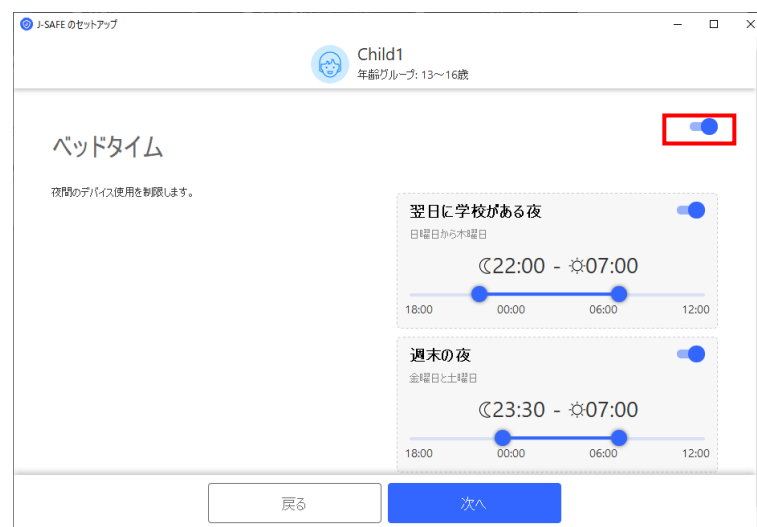 J-SAFE のセットアップ
Child1
年齢グループ: 13～16歳
ベッドタイム
夜間のデバイス使用を制限します。
翌日に学校がある夜
日曜日から木曜日
22:00 - 07:00
18:00 00:00 06:00 12:00
週末の夜
金曜日と土曜日
23:30 - 07:00
18:00 00:00 06:00 12:00
戻る
次へ